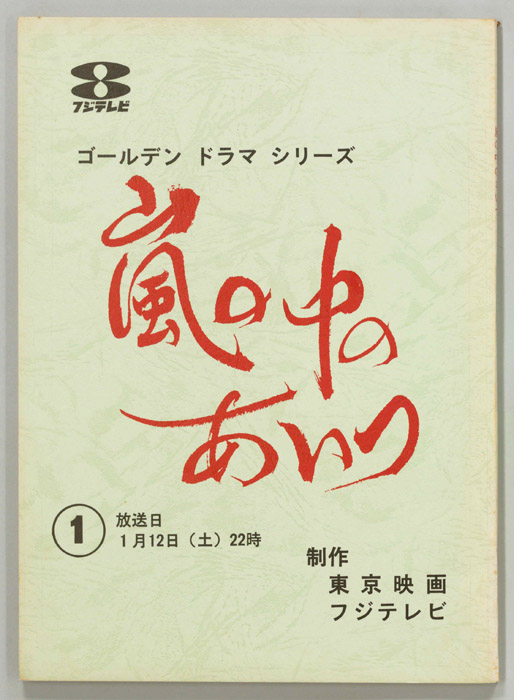 フジテレビ
ゴールデン ドラマ シリーズ
嵐の中の
あいつ
1
放送日
1月12日（土）22時
制作
東京映画
フジテレビ